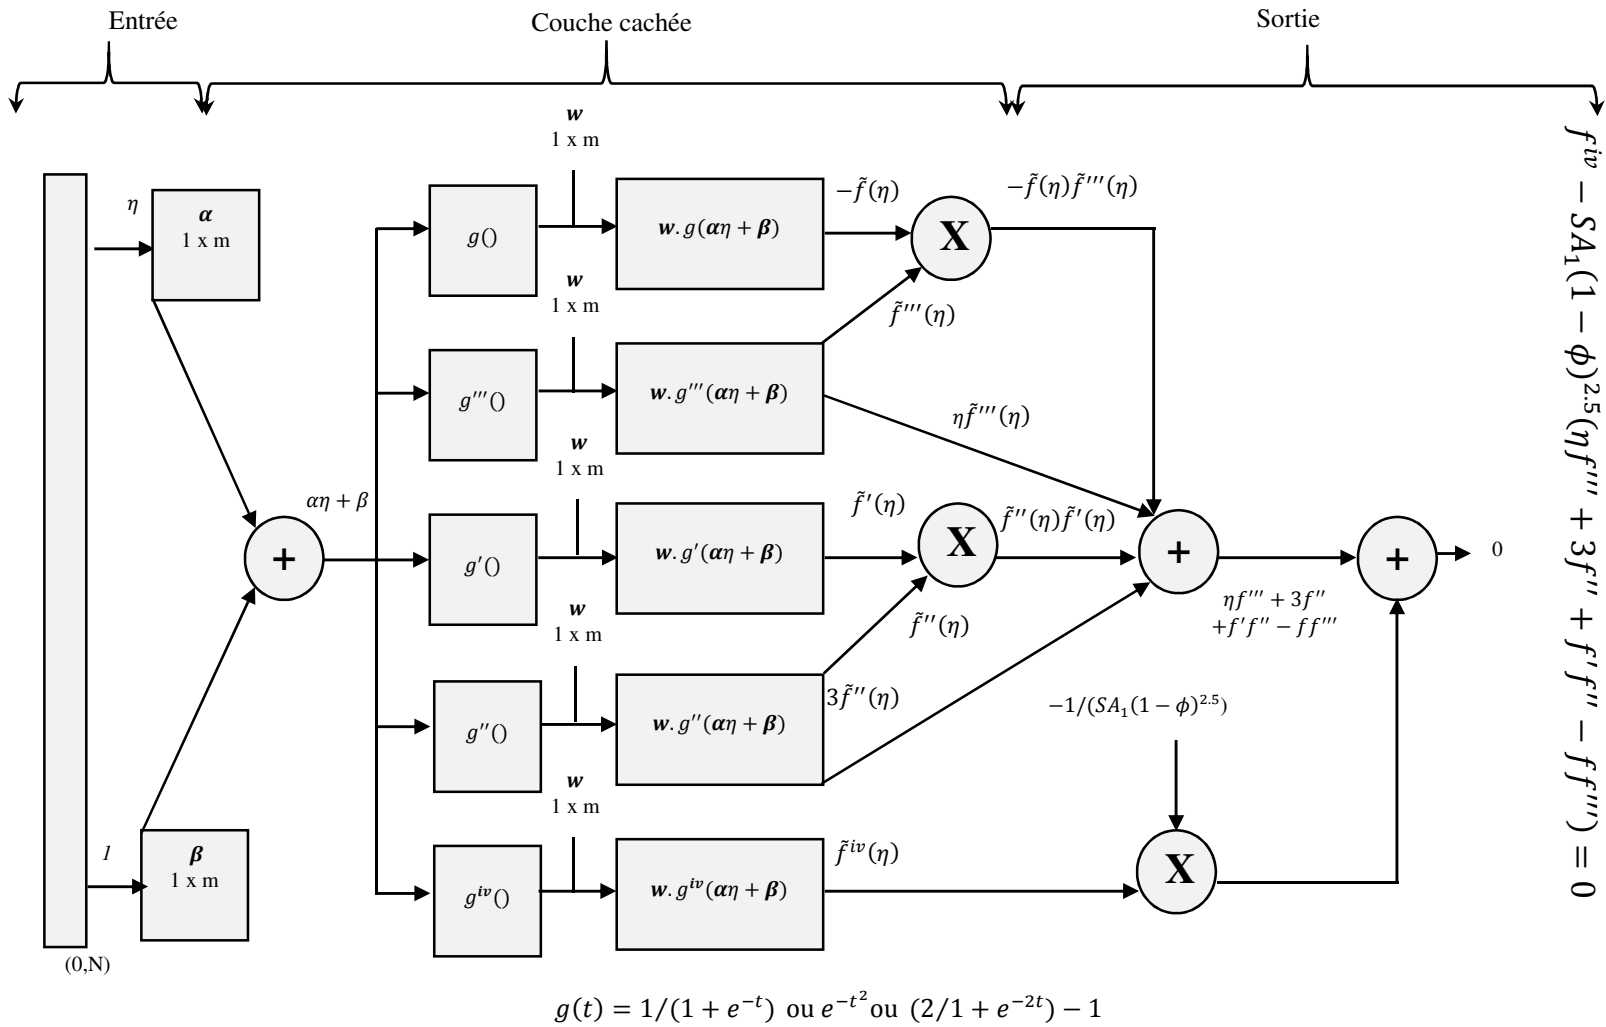 Entrée
Couche cachée
Sortie
w
1 x m
η
α
1 x m
g()
w. g(αη + β)
−f̃(η)
X
−f̃(η)f̃′′′(η)
w
1 x m
f̃′′′(η)
g′′′()
w. g′′′(αη + β)
ηf̃′′′(η)
w
1 x m
αη + β
+
g′()
w. g′(αη + β)
f̃′(η)
X
f̃′′(η)f̃′(η)
+
+
0
ηf′′′ + 3f′′
+f′f′′ − ff′′′
w
1 x m
f̃′′(η)
g′′()
w. g′′(αη + β)
3f̃′′(η)
−1/(SA₁(1 − ϕ)^2.5)
w
1 x m
1
β
1 x m
g^iv()
w. g^iv(αη + β)
f̃^iv(η)
X
(0,N)
f^iv − SA₁(1 − ϕ)^2.5(ηf′′′ + 3f′′ + f′f′′ − ff′′′) = 0
g(t) = 1/(1 + e^−t) ou e^−t² ou (2/1 + e^−2t) − 1